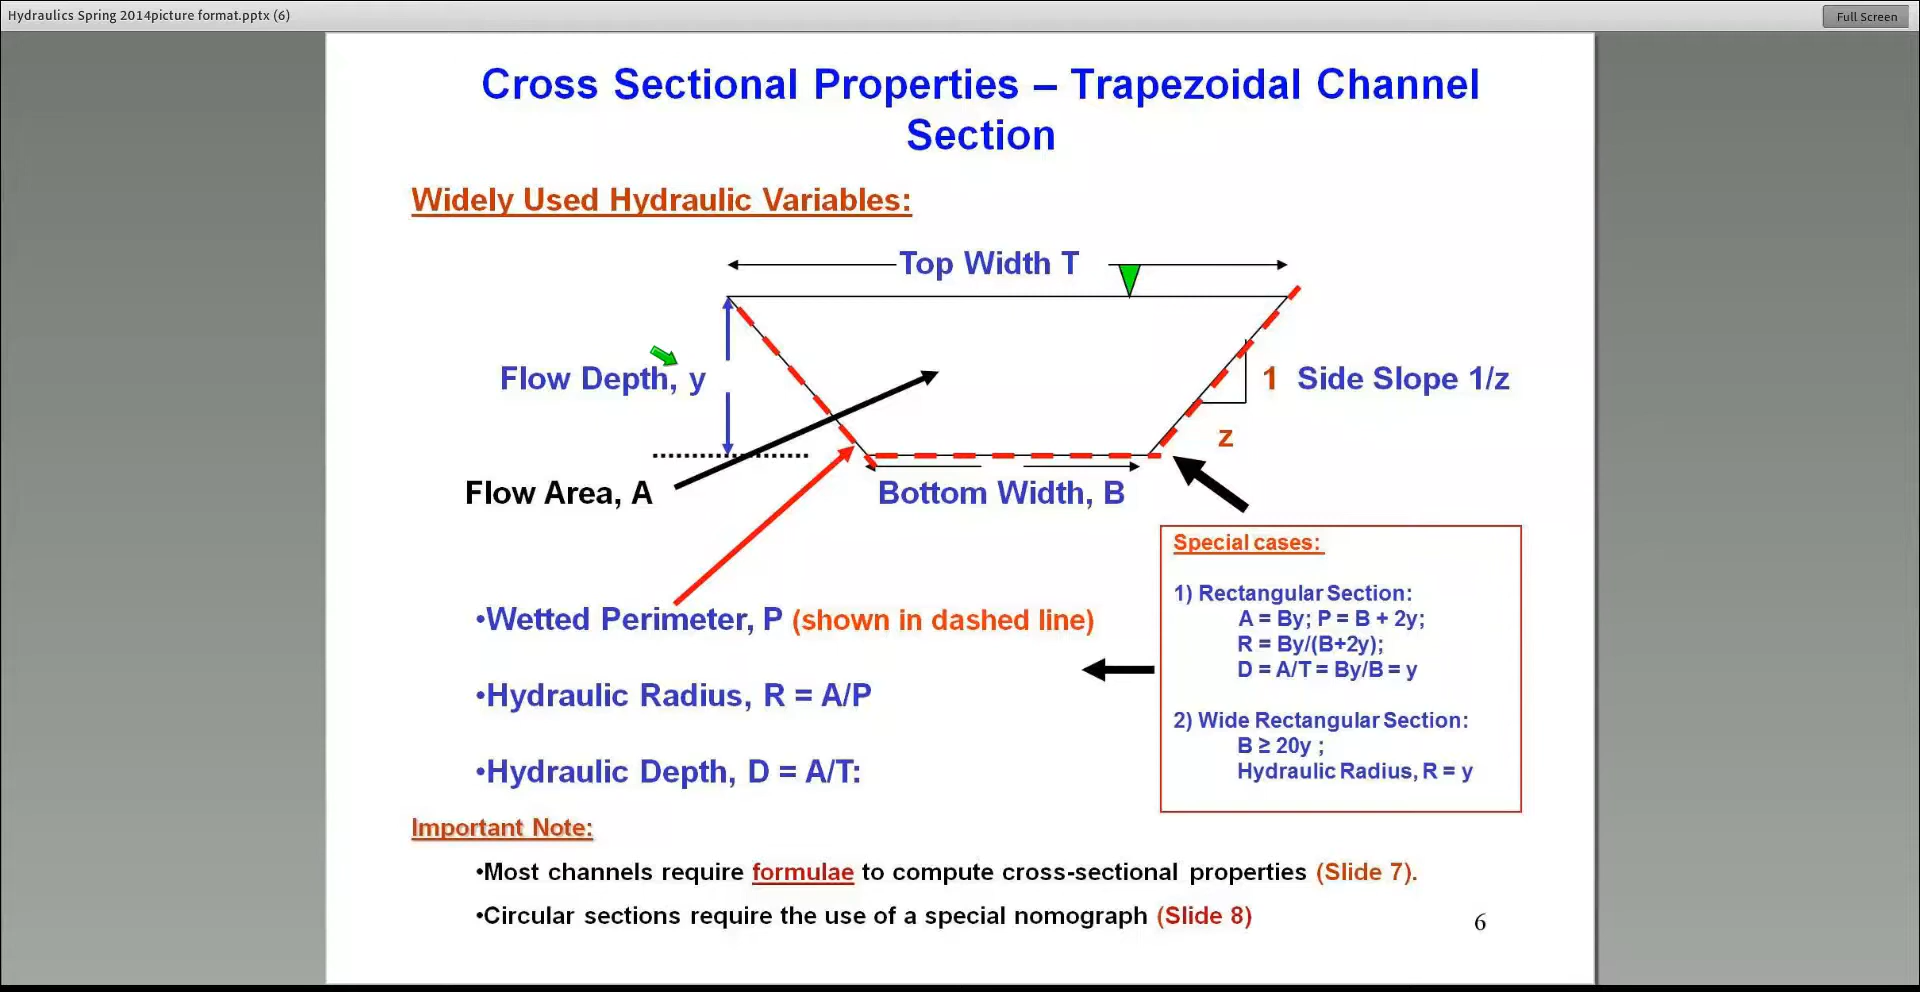 Hydraulics Spring 2014picture format.pptx (6)
Full Screen
Cross Sectional Properties – Trapezoidal Channel
Section
Widely Used Hydraulic Variables:
Top Width T
Flow Depth, y
1 Side Slope 1/z
z
Flow Area, A
Bottom Width, B
•Wetted Perimeter, P (shown in dashed line)
•Hydraulic Radius, R = A/P
•Hydraulic Depth, D = A/T:
Special cases:
1) Rectangular Section:
A = By; P = B + 2y;
R = By/(B+2y);
D = A/T = By/B = y
2) Wide Rectangular Section:
B ≥ 20y ;
Hydraulic Radius, R = y
Important Note:
•Most channels require formulae to compute cross-sectional properties (Slide 7).
•Circular sections require the use of a special nomograph (Slide 8)
6